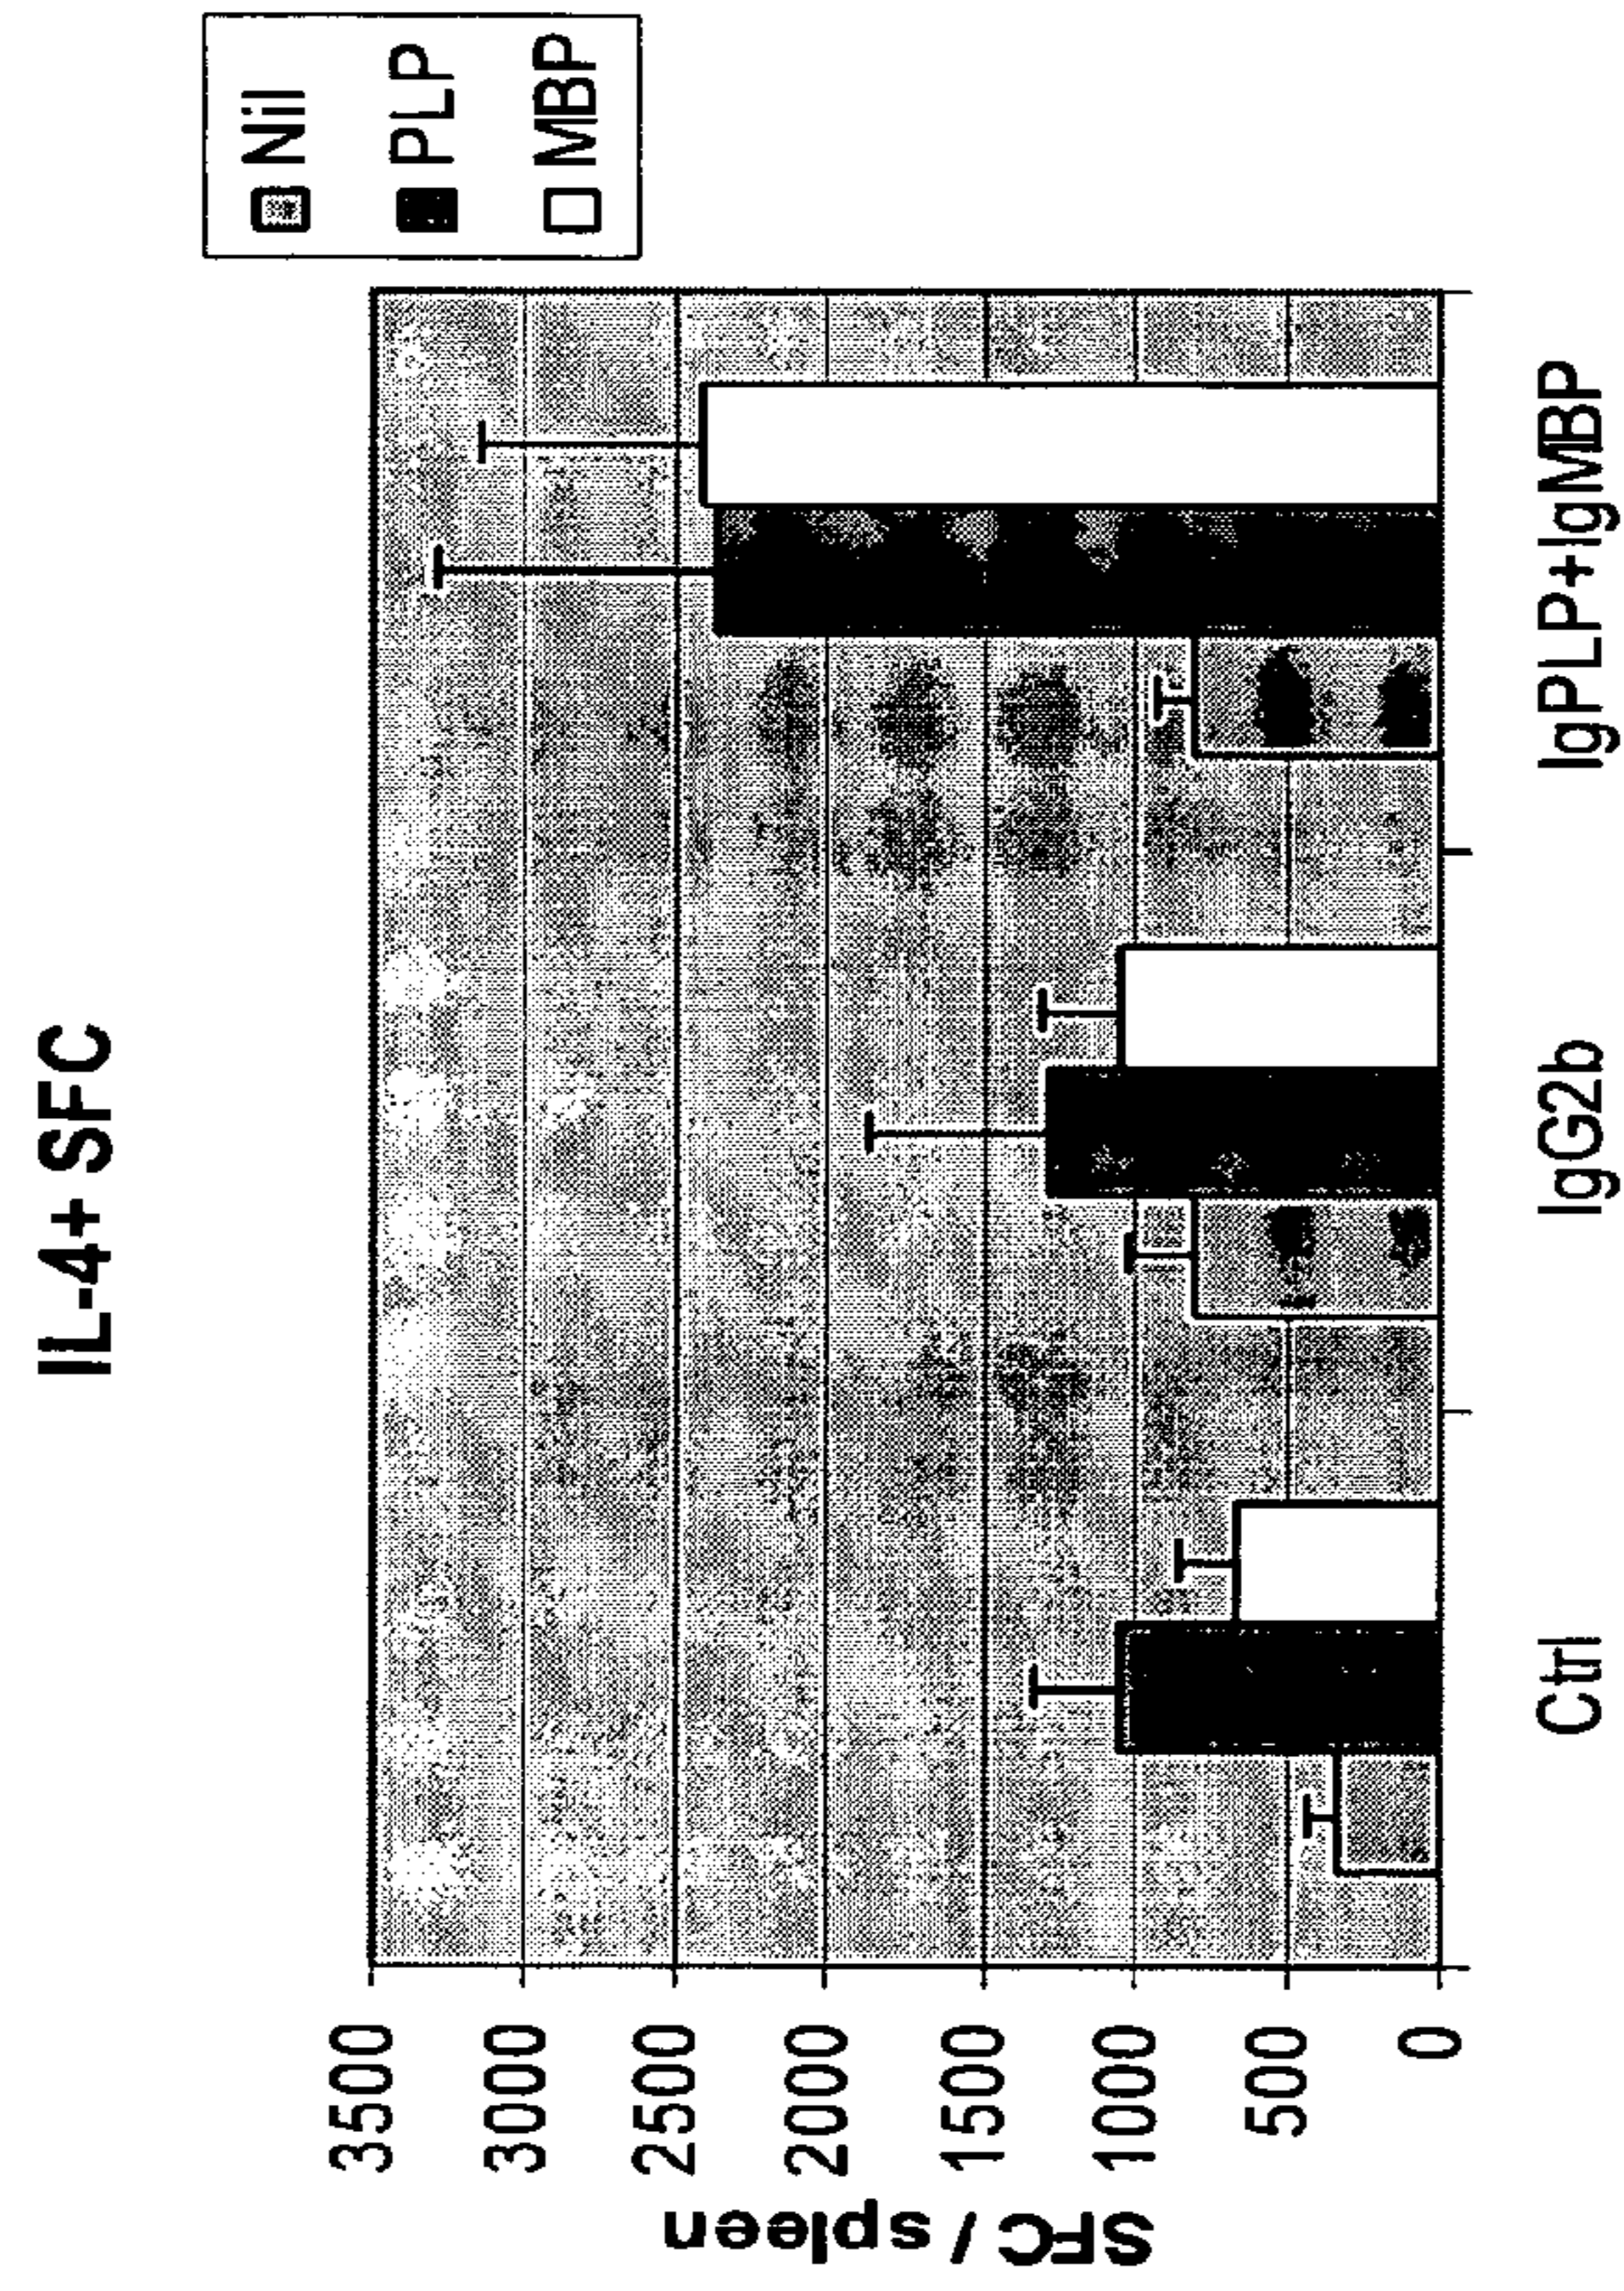 IL-4+ SFC
Nil
PLP
MBP
SFC / spleen
3500
3000
2500
2000
1500
1000
500
0
Ctrl
IgG2b
IgPLP+IgMBP